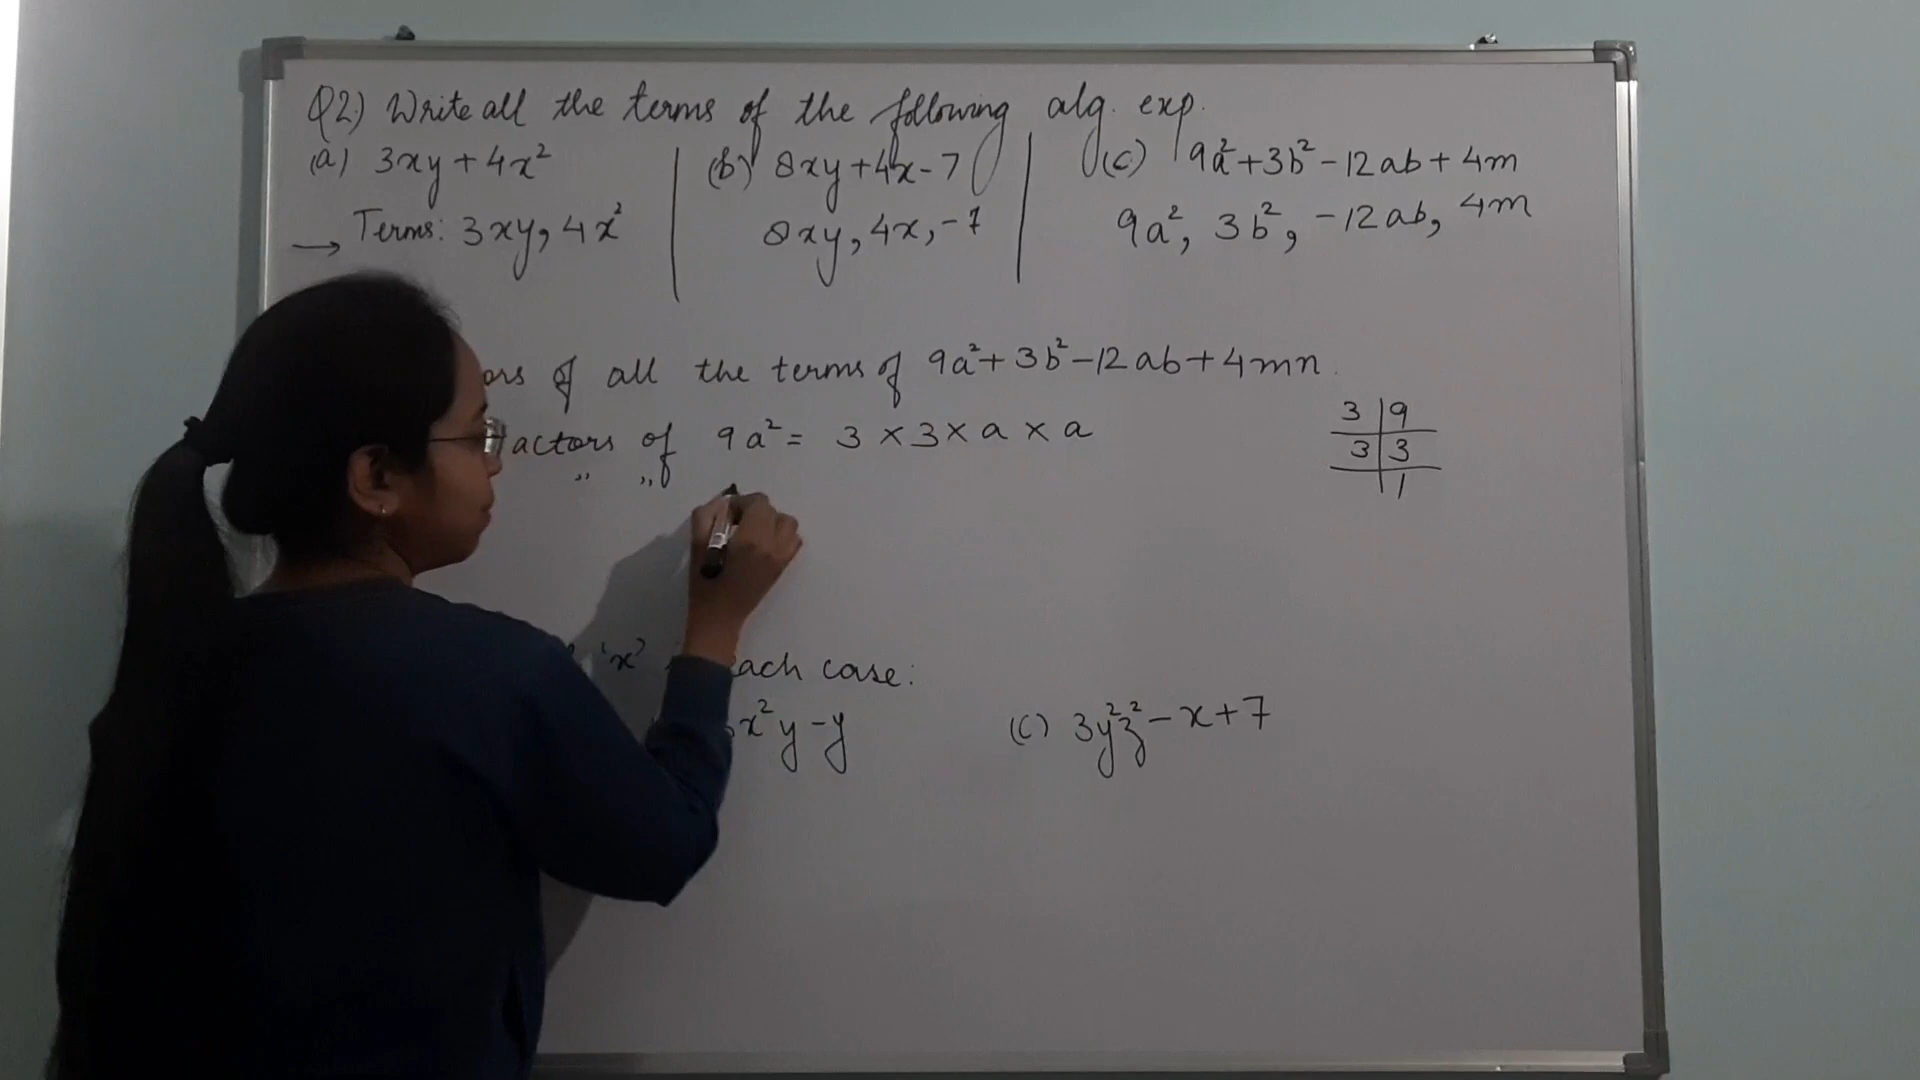 Q2.) Write all the terms of the following alg. exp.
(a) 3xy + 4x²
(b) 8xy + 4x - 7
(c) 9a² + 3b² - 12ab + 4m
→ Terms: 3xy, 4x²
8xy, 4x, -7
9a², 3b², -12ab, 4m
of all the terms of 9a² + 3b² - 12ab + 4mn.
actors of 9a² = 3 × 3 × a × a
„ „ of
3 | 9
3 | 3
| 1
'x' each case:
x²y - y
(c) 3y²z² - x + 7